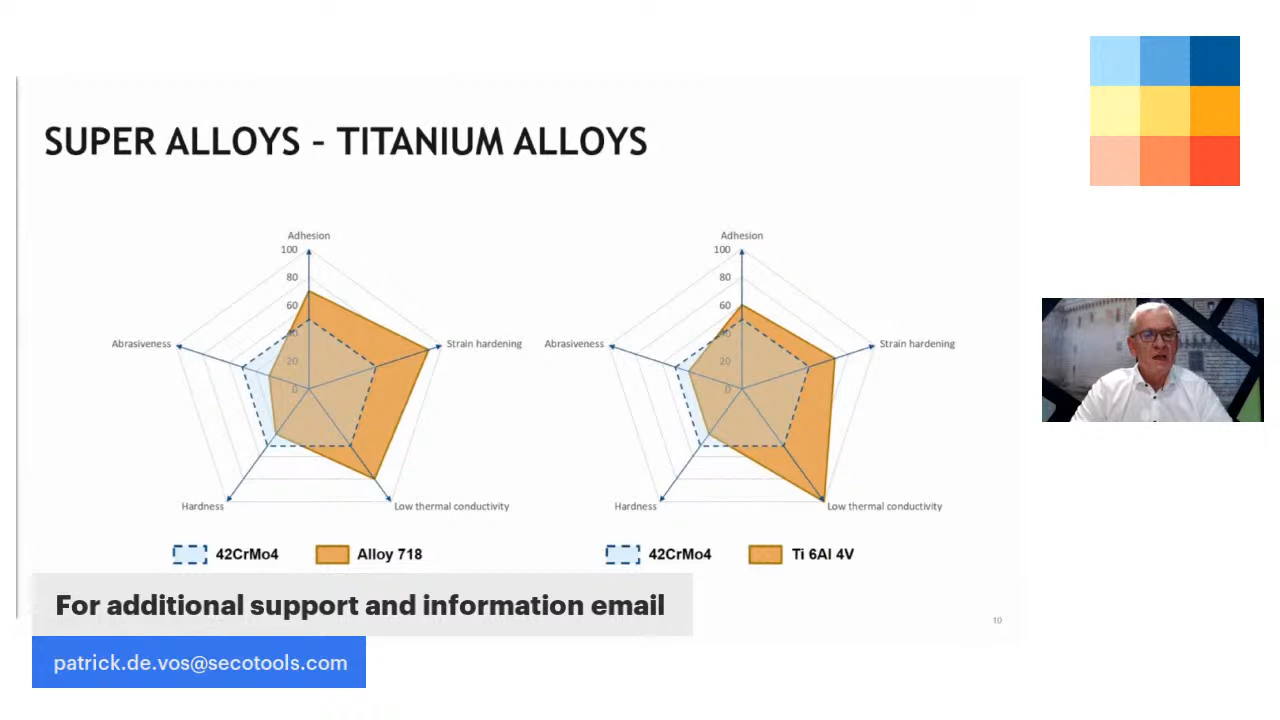 SUPER ALLOYS – TITANIUM ALLOYS
Adhesion
100
80
60
40
20
0
Abrasiveness
Strain hardening
Hardness
Low thermal conductivity
42CrMo4
Alloy 718
Adhesion
100
80
60
40
20
0
Abrasiveness
Strain hardening
Hardness
Low thermal conductivity
42CrMo4
Ti 6Al 4V
For additional support and information email
10
patrick.de.vos@secotools.com